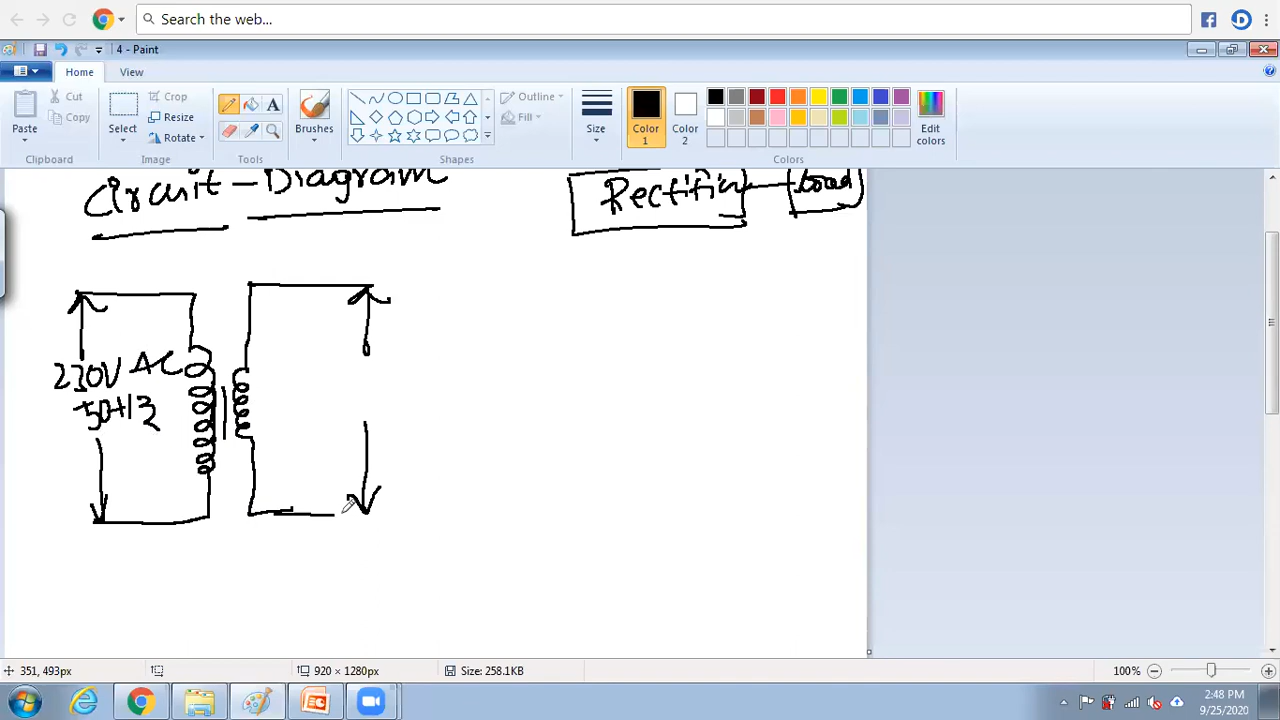 Search the web...
4 - Paint
Home
View
Paste
Cut
Copy
Clipboard
Select
Crop
Resize
Rotate
Image
A
Tools
Brushes
Outline
Fill
Shapes
Size
Color 1
Color 2
Edit colors
Colors
Circuit - Diagram
Rectifier
Load
230V AC
50Hz
351, 493px
920 × 1280px
Size: 258.1KB
100%
2:48 PM
9/25/2020